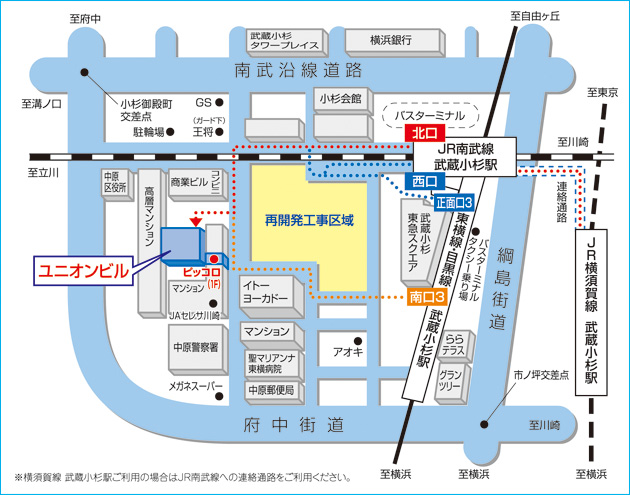 至府中
武蔵小杉
タワープレイス
横浜銀行
至自由ヶ丘
南武沿線道路
至溝ノ口
小杉御殿町
交差点
駐輪場
GS
(ガード下)
王将
小杉会館
バスターミナル
至東京
北口
JR南武線
武蔵小杉駅
至川崎
至立川
中原
区役所
高層マンション
商業ビル
コンビニ
西口
正面口3
連絡通路
再開発工事区域
武蔵小杉
東急スクエア
東横線・目黒線 武蔵小杉駅
バスターミナル
タクシー乗り場
綱島街道
JR横須賀線 武蔵小杉駅
ユニオンビル
ピッコロ
(1F)
マンション
JAセレサ川崎
イトー
ヨーカドー
南口3
中原警察署
マンション
アオキ
ららテラス
聖マリアンナ
東横病院
グランツリー
メガネスーパー
中原郵便局
市ノ坪交差点
府中街道
至川崎
至横浜
至横浜
至横浜
※横須賀線 武蔵小杉駅ご利用の場合はJR南武線への連絡通路をご利用ください。